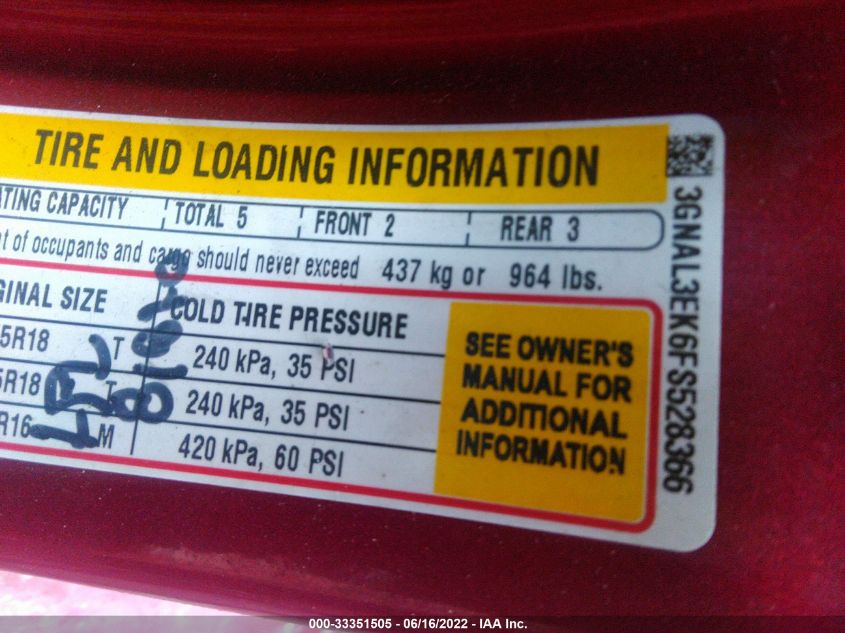 TIRE AND LOADING INFORMATION
ATING CAPACITY TOTAL 5 FRONT 2 REAR 3
t of occupants and cargo should never exceed 437 kg or 964 lbs.
GINAL SIZE COLD TIRE PRESSURE
5R18 T 240 kPa, 35 PSI
5R18 T 240 kPa, 35 PSI
R16 M 420 kPa, 60 PSI
SEE OWNER'S
MANUAL FOR
ADDITIONAL
INFORMATION
3GNAL3EK6FS528366
000-33351505 - 06/16/2022 - IAA Inc.